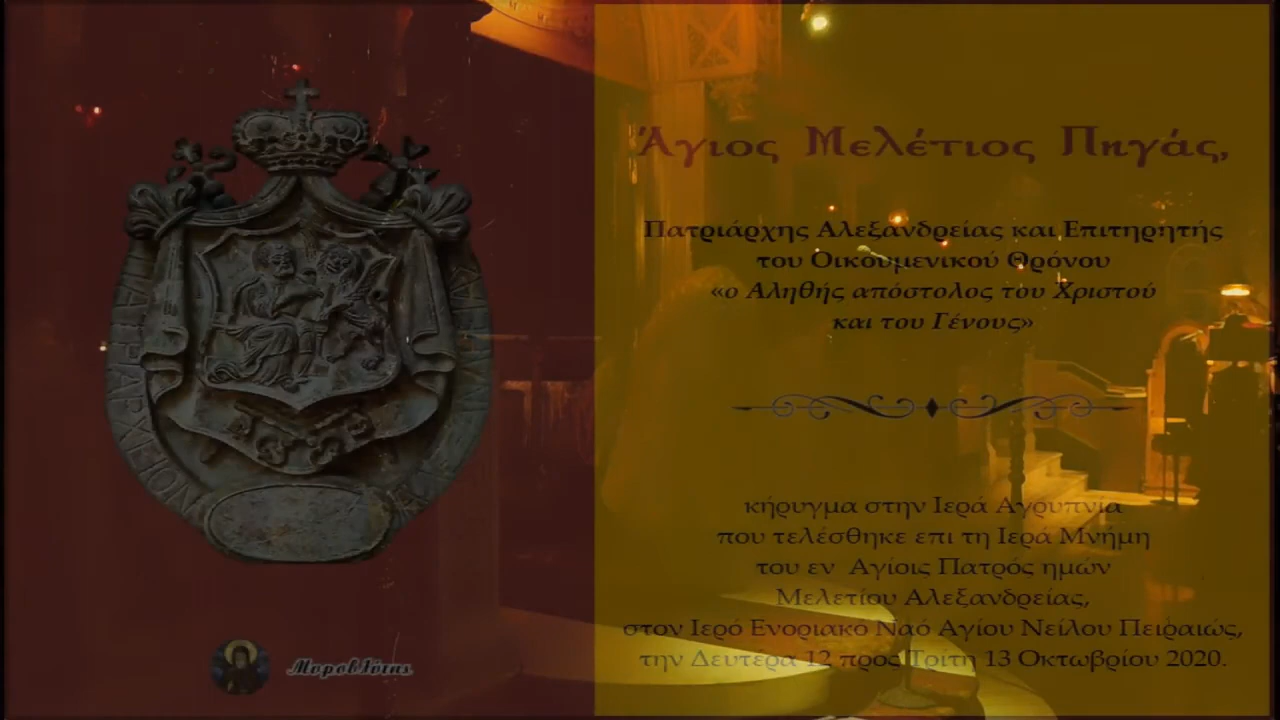 ΠΑΤΡΙΑΡΧΕΙΟΝ
Άγιος Μελέτιος Πηγάς,
Πατριάρχης Αλεξανδρείας και Επιτηρητής
του Οικουμενικού Θρόνου
«ο Αληθής απόστολος του Χριστού
και του Γένους»
κήρυγμα στην Ιερά Αγρυπνία
που τελέσθηκε επι τη Ιερά Μνήμη
του εν Αγίοις Πατρός ημών
Μελετίου Αλεξανδρείας,
στον Ιερό Ενοριακο Ναό Αγίου Νείλου Πειραιώς,
την Δευτέρα 12 προς Τρίτη 13 Οκτωβρίου 2020.